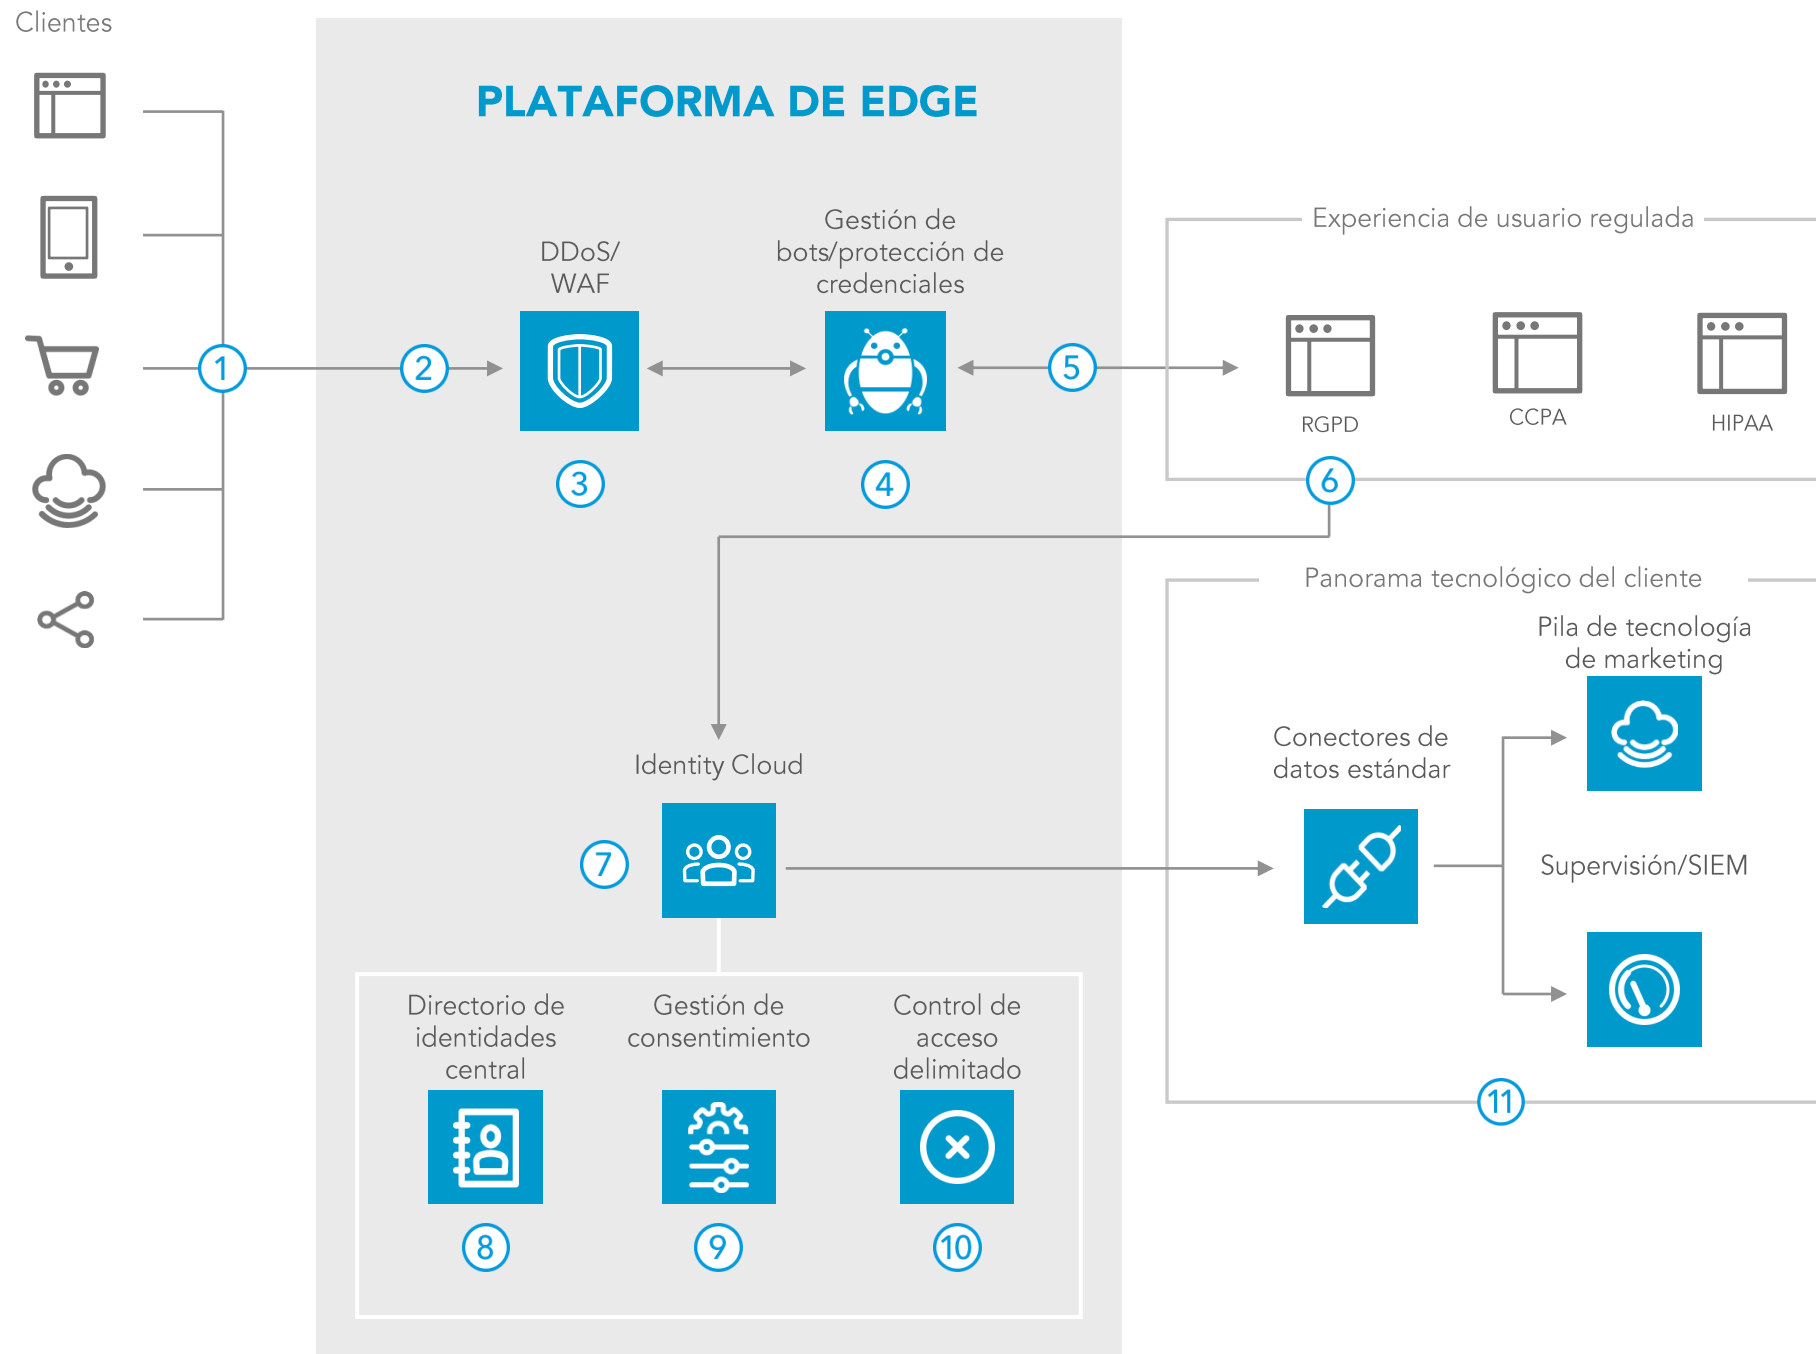 Clientes
PLATAFORMA DE EDGE
DDoS/
WAF
Gestión de
bots/protección de
credenciales
Experiencia de usuario regulada
RGPD
CCPA
HIPAA
1
2
3
4
5
6
Panorama tecnológico del cliente
Pila de tecnología
de marketing
Conectores de
datos estándar
Supervisión/SIEM
Identity Cloud
7
Directorio de
identidades
central
Gestión de
consentimiento
Control de
acceso
delimitado
8
9
10
11